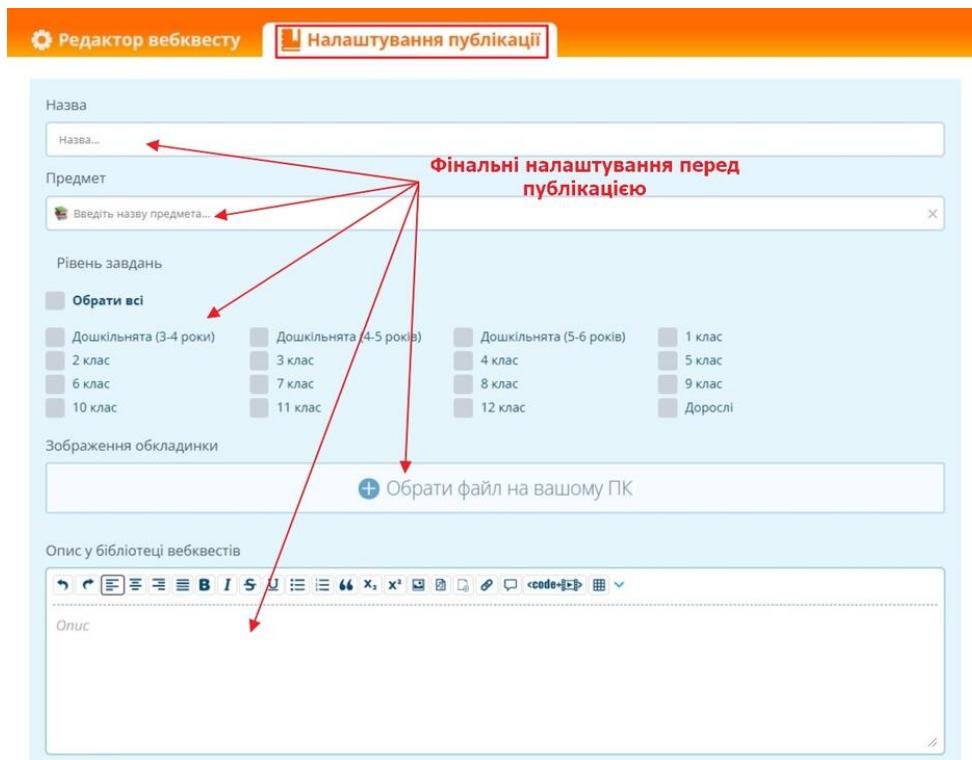 Редактор вебквесту
Налаштування публікації
Назва
Назва...
Фінальні налаштування перед
публікацією
Предмет
Введіть назву предмета...
Рівень завдань
Обрати всі
Дошкільнята (3-4 роки) Дошкільнята (4-5 років) Дошкільнята (5-6 років) 1 клас
2 клас 3 клас 4 клас 5 клас
6 клас 7 клас 8 клас 9 клас
10 клас 11 клас 12 клас Дорослі
Зображення обкладинки
Обрати файл на вашому ПК
Опис у бібліотеці вебквестів
B I S U X₂ X² <code>
Опис